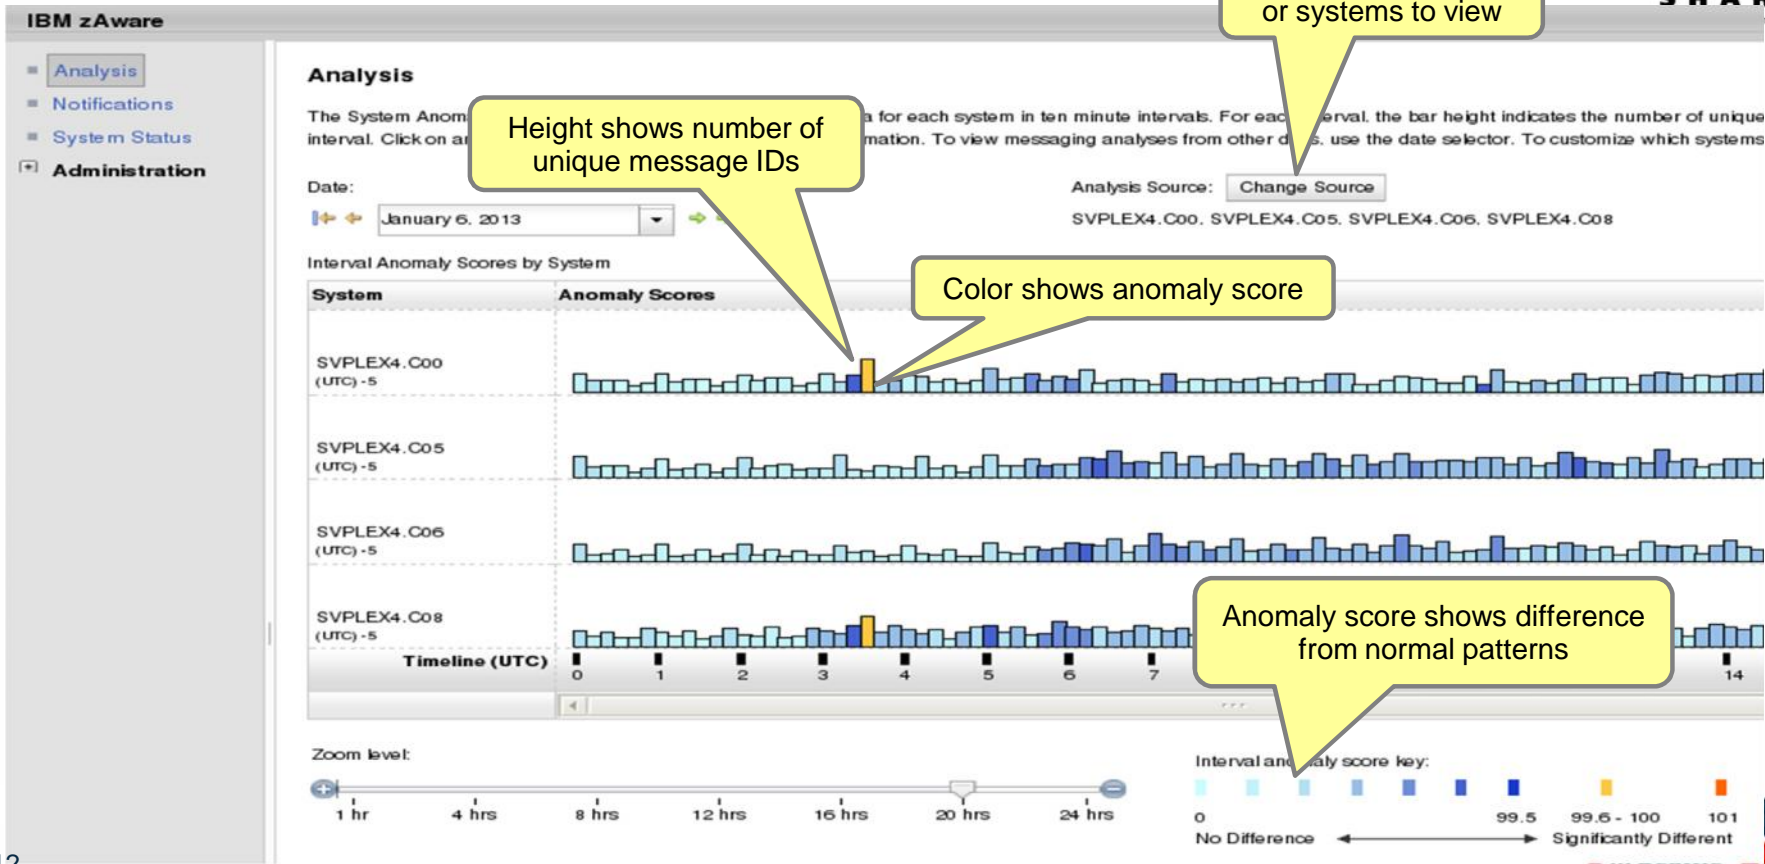 or systems to view
IBM zAware
Analysis
Notifications
System Status
Administration
Analysis
The System Anom a for each system in ten minute intervals. For eac erval, the bar height indicates the number of unique
interval. Click on an mation. To view messaging analyses from other d s, use the date selector. To customize which systems
Height shows number of
unique message IDs
Date:
January 6, 2013
Analysis Source: Change Source
SVPLEX4.C00, SVPLEX4.C05, SVPLEX4.C06, SVPLEX4.C08
Interval Anomaly Scores by System
Color shows anomaly score
System Anomaly Scores
SVPLEX4.C00
(UTC) -5
SVPLEX4.C05
(UTC) -5
SVPLEX4.C06
(UTC) -5
SVPLEX4.C08
(UTC) -5
Anomaly score shows difference
from normal patterns
Timeline (UTC) 0 1 2 3 4 5 6 7 14
Zoom level:
1 hr 4 hrs 8 hrs 12 hrs 16 hrs 20 hrs 24 hrs
Interval anomaly score key:
0 99.5 99.6 - 100 101
No Difference Significantly Different
12